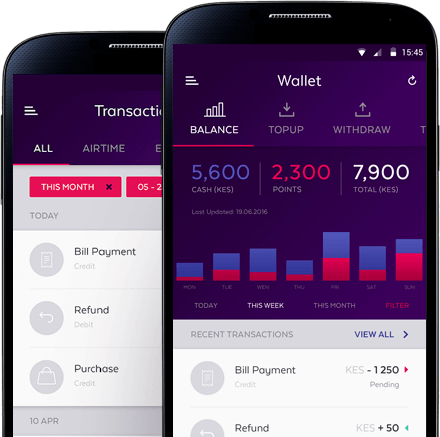 Transactio
ALL AIRTIME E
THIS MONTH × 05 - 2
TODAY
Bill Payment
Credit
Refund
Debit
Purchase
Credit
10 APR
15:45
Wallet
BALANCE TOPUP WITHDRAW T
5,600 2,300 7,900
CASH (KES) POINTS TOTAL (KES)
Last Updated: 19.06.2016
MON TUE WEN THU FRI SAT SUN
TODAY THIS WEEK THIS MONTH FILTER
RECENT TRANSACTIONS VIEW ALL >
Bill Payment KES - 1 250
Credit Pending
Refund KES + 50